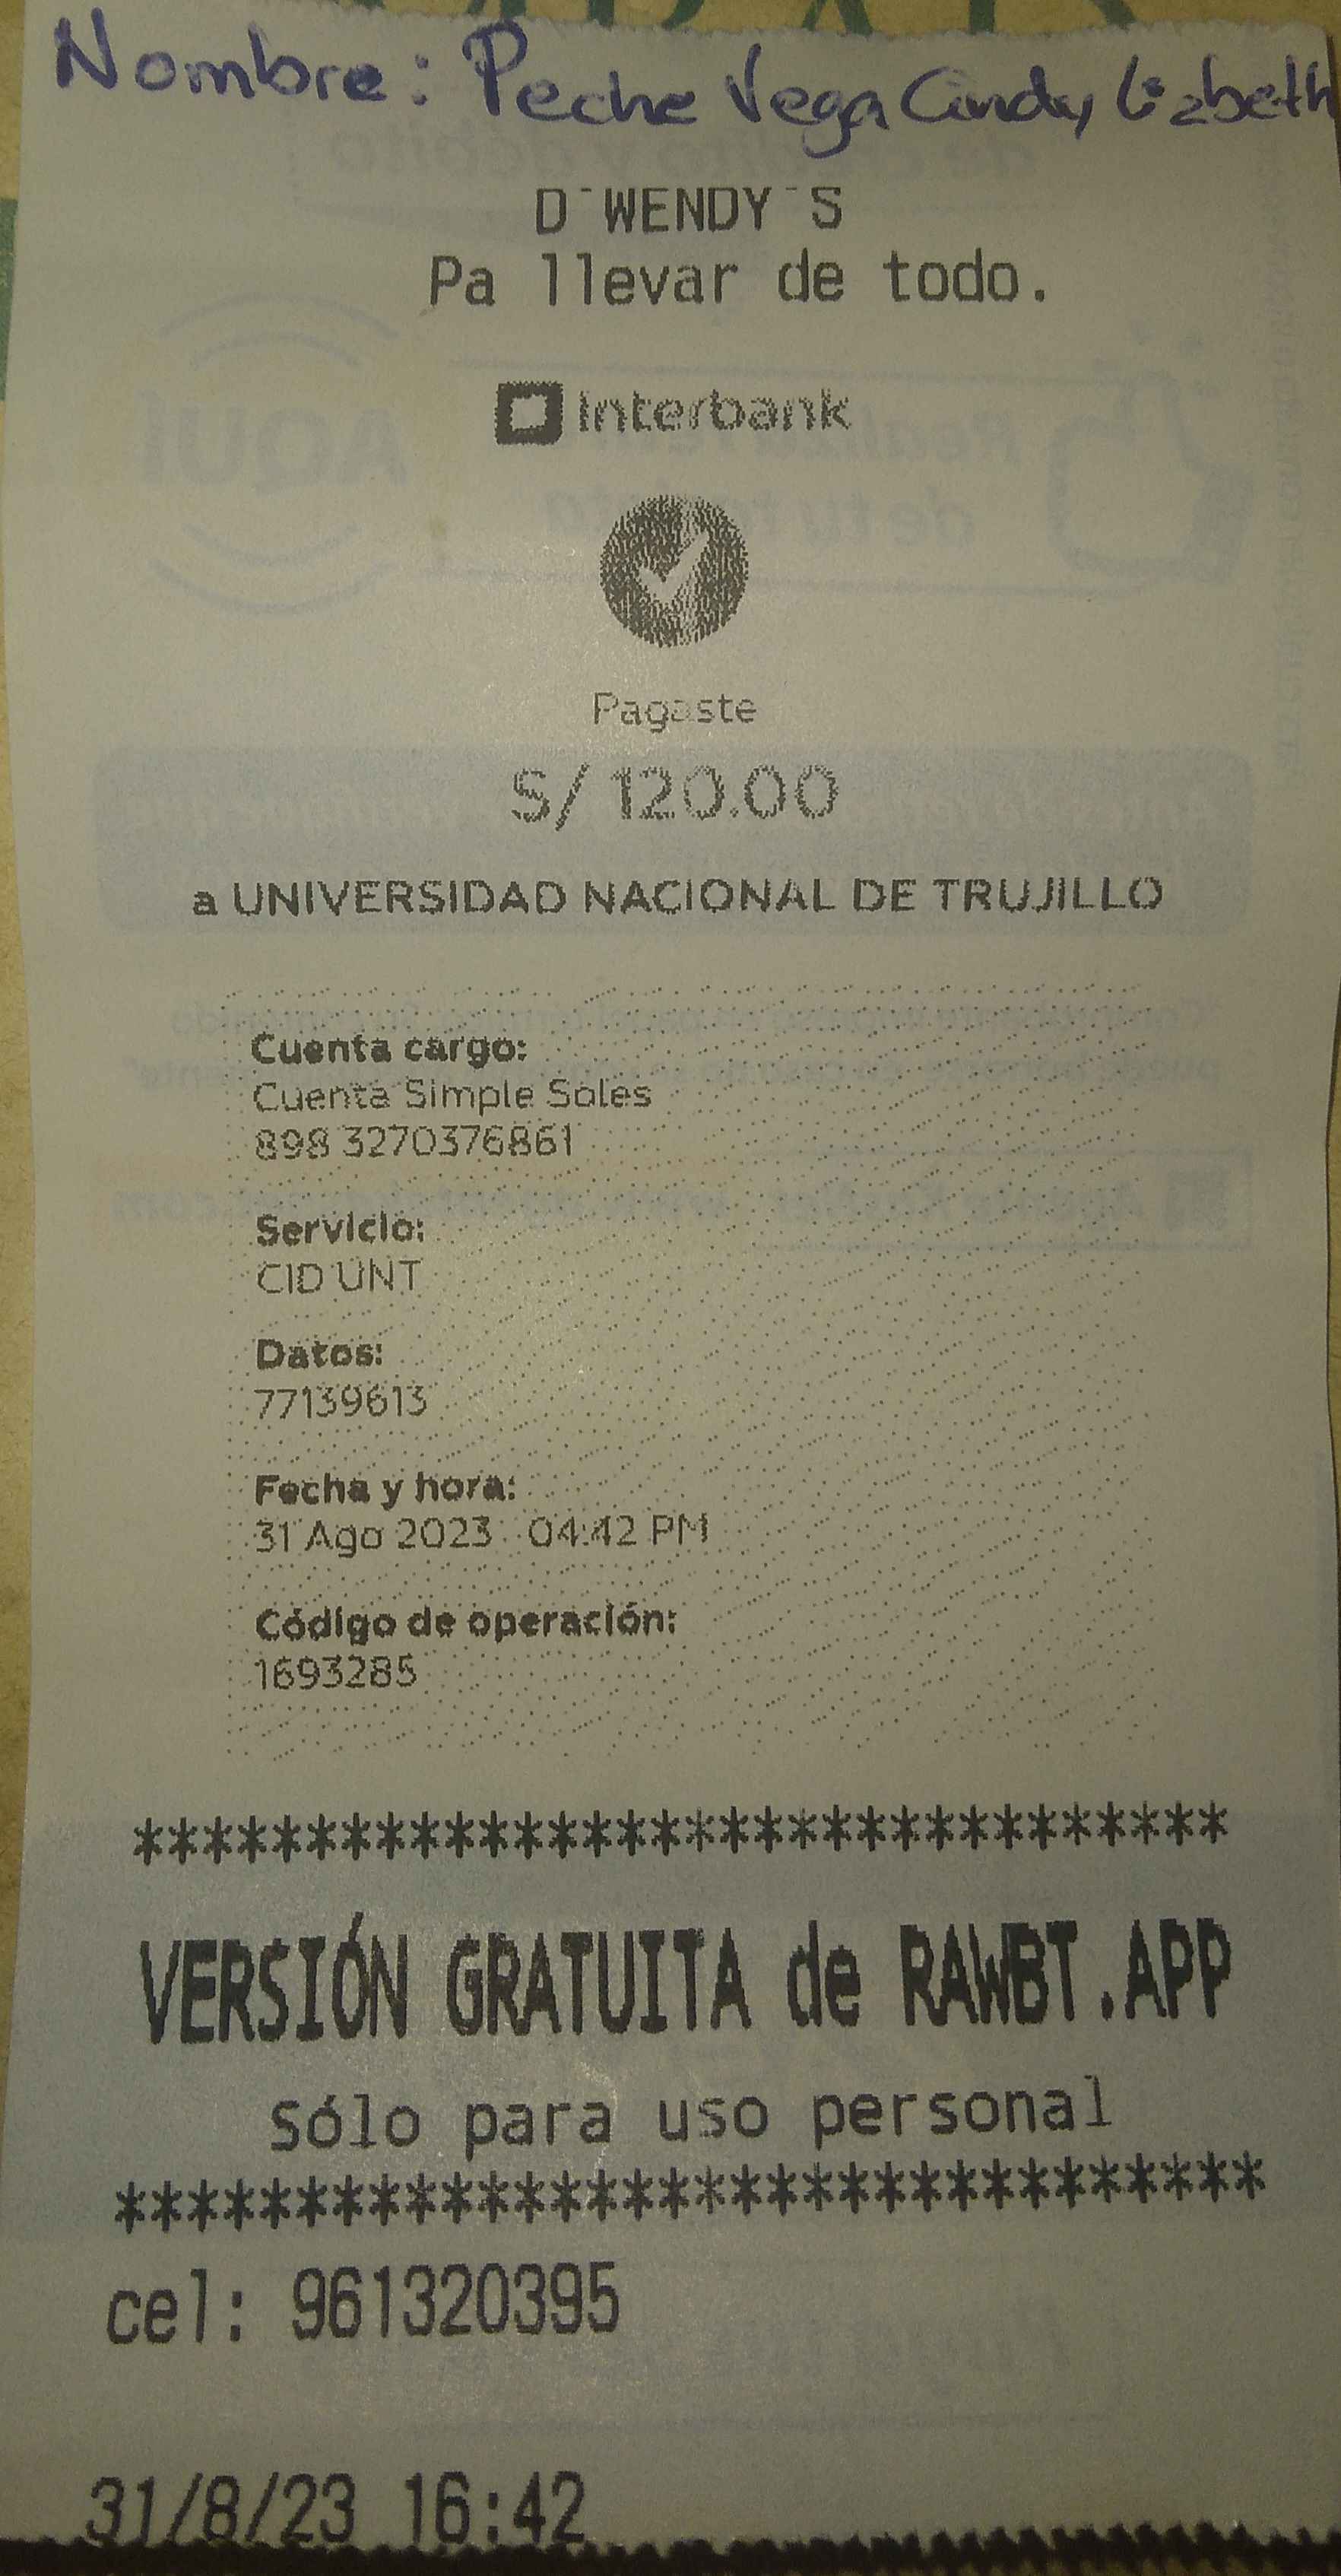 Nombre: Peche Vega Cindy Lizbeth
D´WENDY´S
Pa llevar de todo.
Interbank
Pagaste
S/ 120.00
a UNIVERSIDAD NACIONAL DE TRUJILLO
Cuenta cargo:
Cuenta Simple Soles
898 3270376861
Servicio:
CID UNT
Datos:
77139613
Fecha y hora:
31 Ago 2023 04:42 PM
Código de operación:
1693285
********************************
VERSIÓN GRATUITA de RAWBT.APP
Sólo para uso personal
********************************
cel: 961320395
31/8/23 16:42